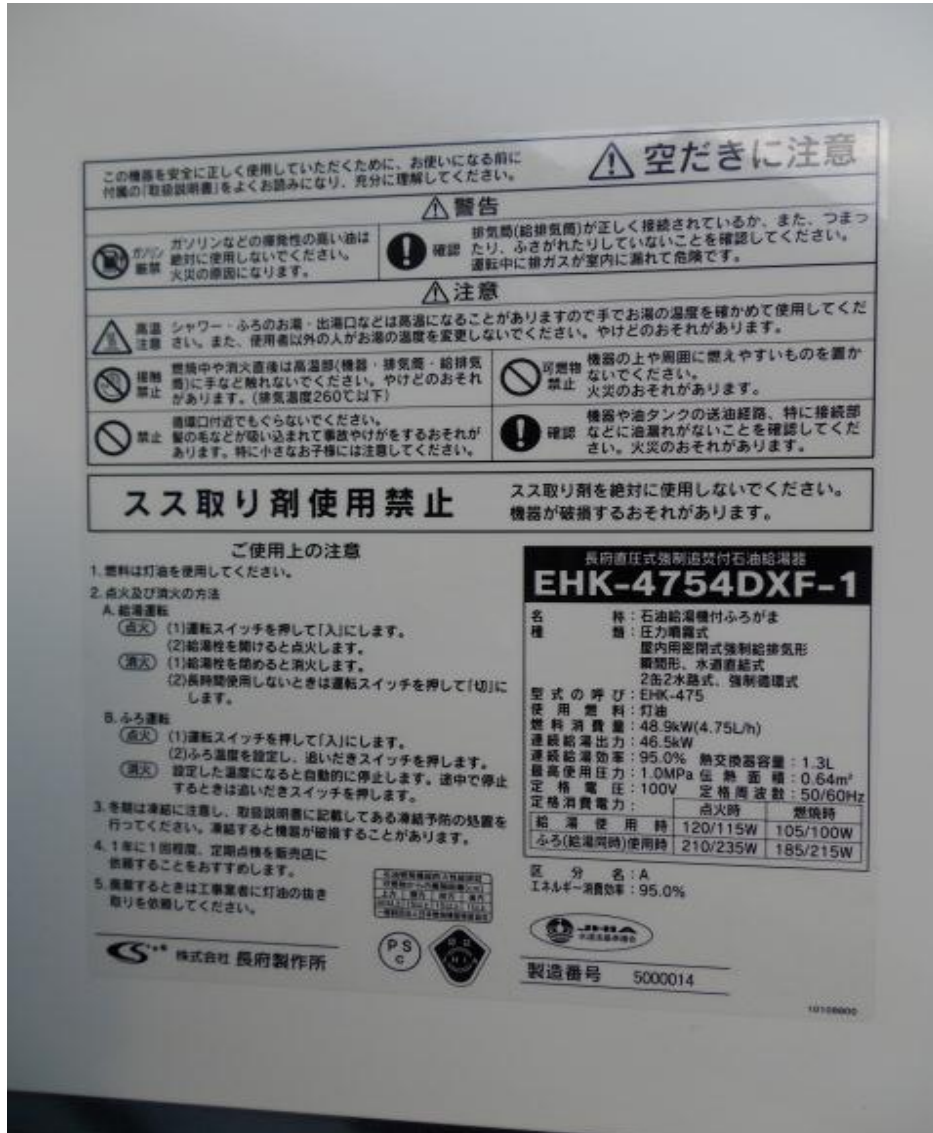 この機器を安全に正しく使用していただくために、お使いになる前に
付属の「取扱説明書」をよくお読みになり、充分に理解してください。
空だきに注意
警告
ガソリン
厳禁
ガソリンなどの揮発性の高い油は
絶対に使用しないでください。
火災の原因になります。
確認
排気筒(給排気筒)が正しく接続されているか、また、つまっ
たり、ふさがれたりしていないことを確認してください。
運転中に排ガスが室内に漏れて危険です。
注意
高温
注意
シャワー・ふろのお湯・出湯口などは高温になることがありますので手でお湯の温度を確かめて使用してくだ
さい。また、使用者以外の人がお湯の温度を変更しないでください。やけどのおそれがあります。
接触
禁止
燃焼中や消火直後は高温部(機器・排気筒・給排気
筒)に手など触れないでください。やけどのおそれ
があります。(排気温度260℃以下)
可燃物
禁止
機器の上や周囲に燃えやすいものを置か
ないでください。
火災のおそれがあります。
禁止
循環口付近でもぐらないでください。
髪の毛などが吸い込まれて事故やけがをするおそれが
あります。特に小さなお子様には注意してください。
確認
機器や油タンクの送油経路、特に接続部
などに油漏れがないことを確認してくだ
さい。火災のおそれがあります。
スス取り剤使用禁止
スス取り剤を絶対に使用しないでください。
機器が破損するおそれがあります。
ご使用上の注意
1. 燃料は灯油を使用してください。
2. 点火及び消火の方法
A. 給湯運転
点火 (1)運転スイッチを押して「入」にします。
(2)給湯栓を開けると点火します。
消火 (1)給湯栓を閉めると消火します。
(2)長時間使用しないときは運転スイッチを押して「切」に
します。
B. ふろ運転
点火 (1)運転スイッチを押して「入」にします。
(2)ふろ温度を設定し、追いだきスイッチを押します。
消火 設定した温度になると自動的に停止します。途中で停止
するときは追いだきスイッチを押します。
3. 冬期は凍結に注意し、取扱説明書に記載してある凍結予防の処置を
行ってください。凍結すると機器が破損することがあります。
4. 1年に1回程度、定期点検を販売店に
依頼することをおすすめします。
5. 廃棄するときは工事業者に灯油の抜き
取りを依頼してください。
株式会社 長府製作所
PS
C
長府直圧式強制追焚付石油給湯器
EHK-4754DXF-1
名称:石油給湯機付ふろがま
種類:圧力噴霧式
屋内用密閉式強制給排気形
瞬間形、水道直結式
2缶2水路式、強制循環式
型式の呼び:EHK-475
使用燃料:灯油
燃料消費量:48.9kW(4.75L/h)
連続給湯出力:46.5kW
連続給湯効率:95.0% 熱交換器容量:1.3L
最高使用圧力:1.0MPa 伝熱面積:0.64m²
定格電圧:100V 定格周波数:50/60Hz
定格消費電力: 点火時 燃焼時
給湯使用時 120/115W 105/100W
ふろ(給湯同時)使用時 210/235W 185/215W
区分名:A
エネルギー消費効率:95.0%
JHIA
製造番号 5000014